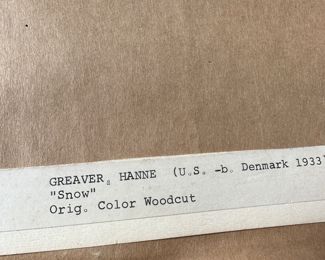 GREAVER, HANNE (U.S. -b. Denmark 1933)
"Snow"
Orig. Color Woodcut